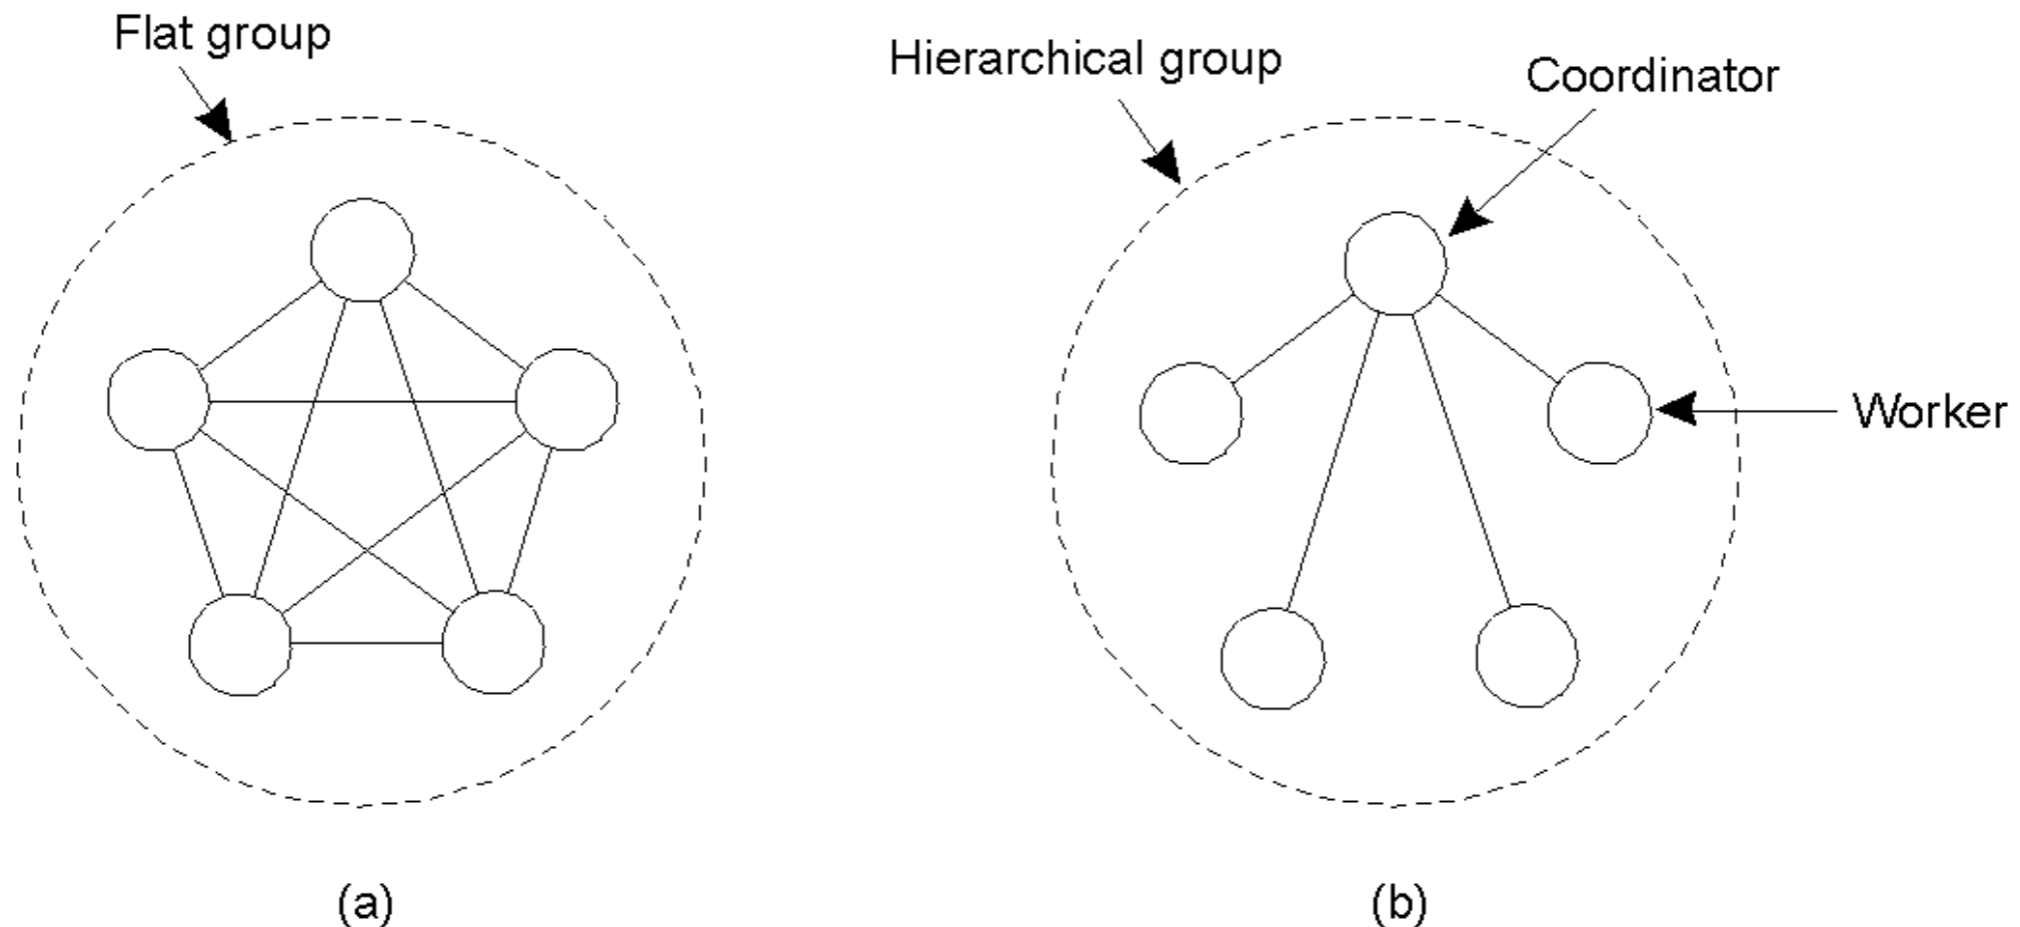 Flat group
Hierarchical group
Coordinator
Worker
(a)
(b)